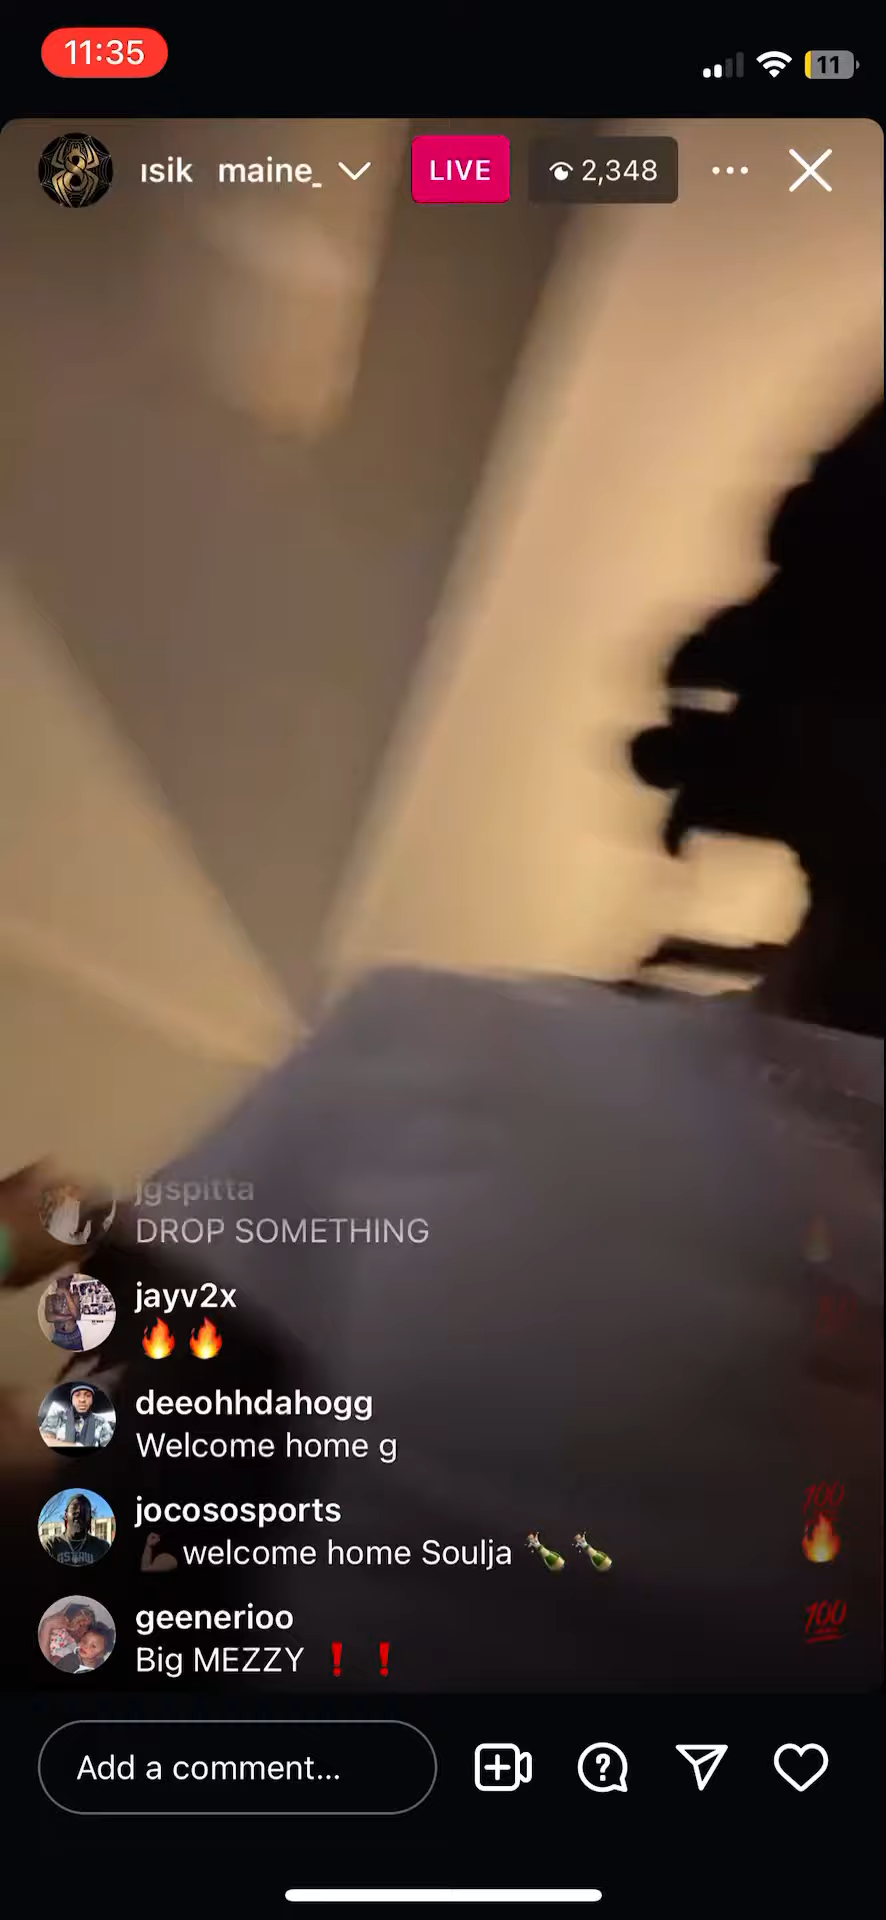 11:35
11
ısik maine_
LIVE
2,348
jgspitta
DROP SOMETHING
jayv2x
🔥🔥
deeohhdahogg
Welcome home g
jocososports
💪🏾welcome home Soulja 🍾🍾
geenerioo
Big MEZZY ❗❗
Add a comment...